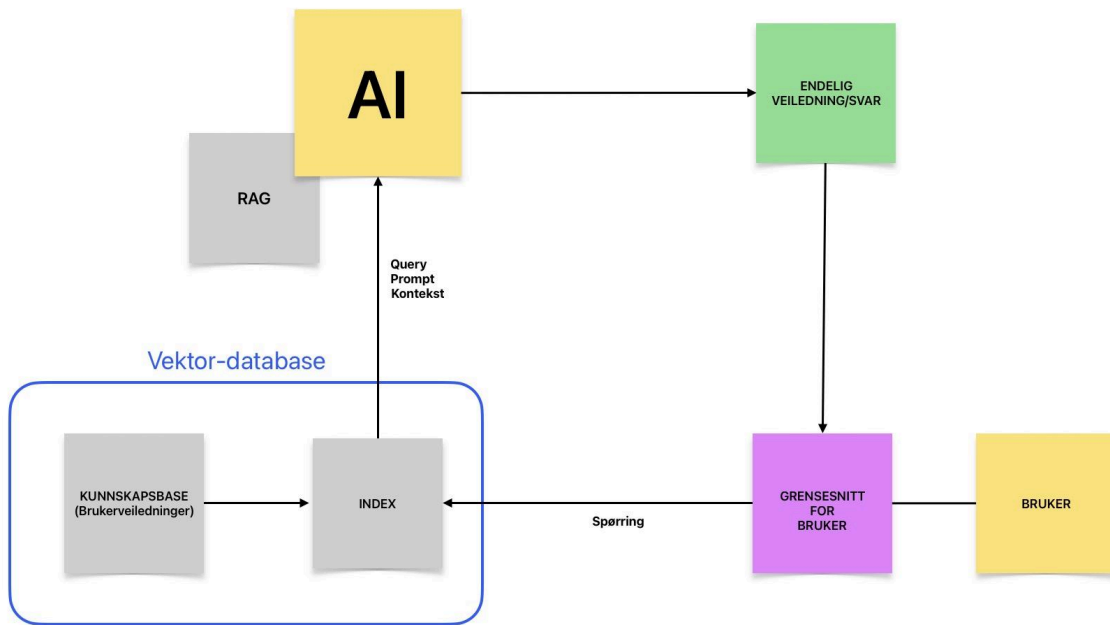 AI
ENDELIG
VEILEDNING/SVAR
RAG
Query
Prompt
Kontekst
Vektor-database
KUNNSKAPSBASE
(Brukerveiledninger)
INDEX
Spørring
GRENSESNITT
FOR
BRUKER
BRUKER